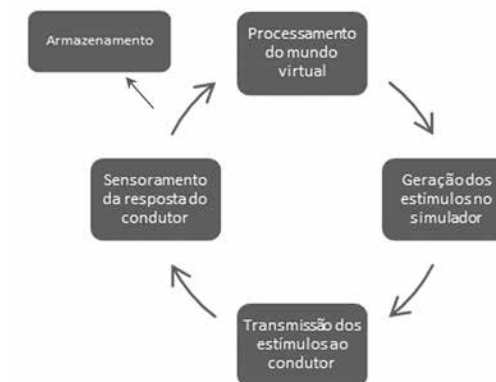 Armazenamento
Processamento
do mundo
virtual
Sensoramento
da resposta do
condutor
Geração dos
estímulos no
simulador
Transmissão dos
estímulos ao
condutor